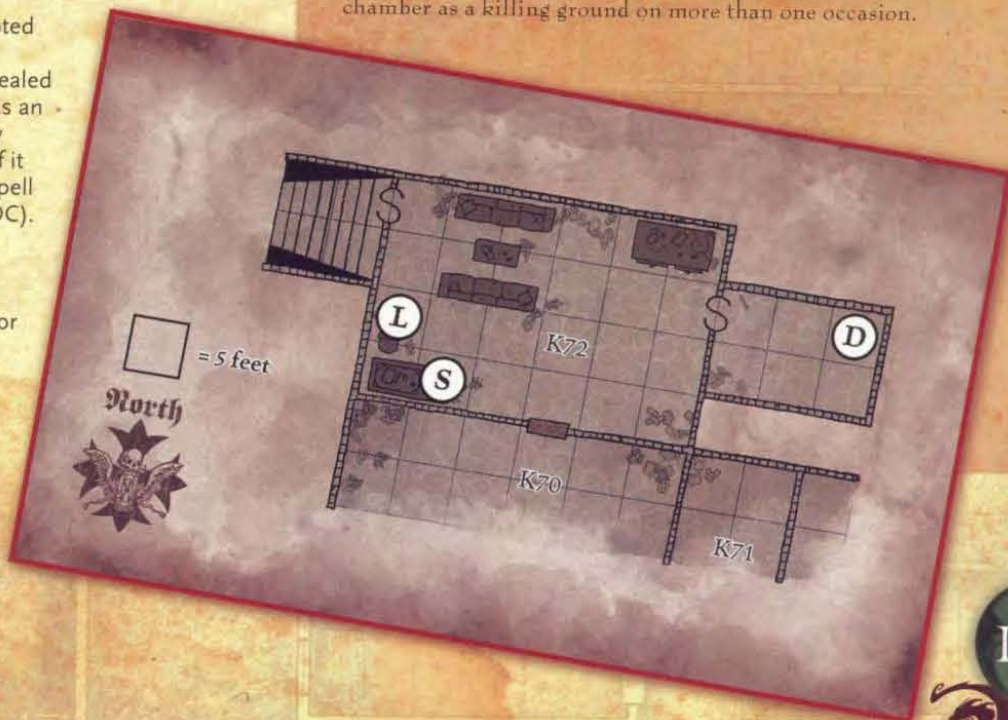 chamber as a killing ground on more than one occasion.
ealed
s an
f it
pell
or
S
L
S
K72
S
D
= 5 feet
North
K70
K71